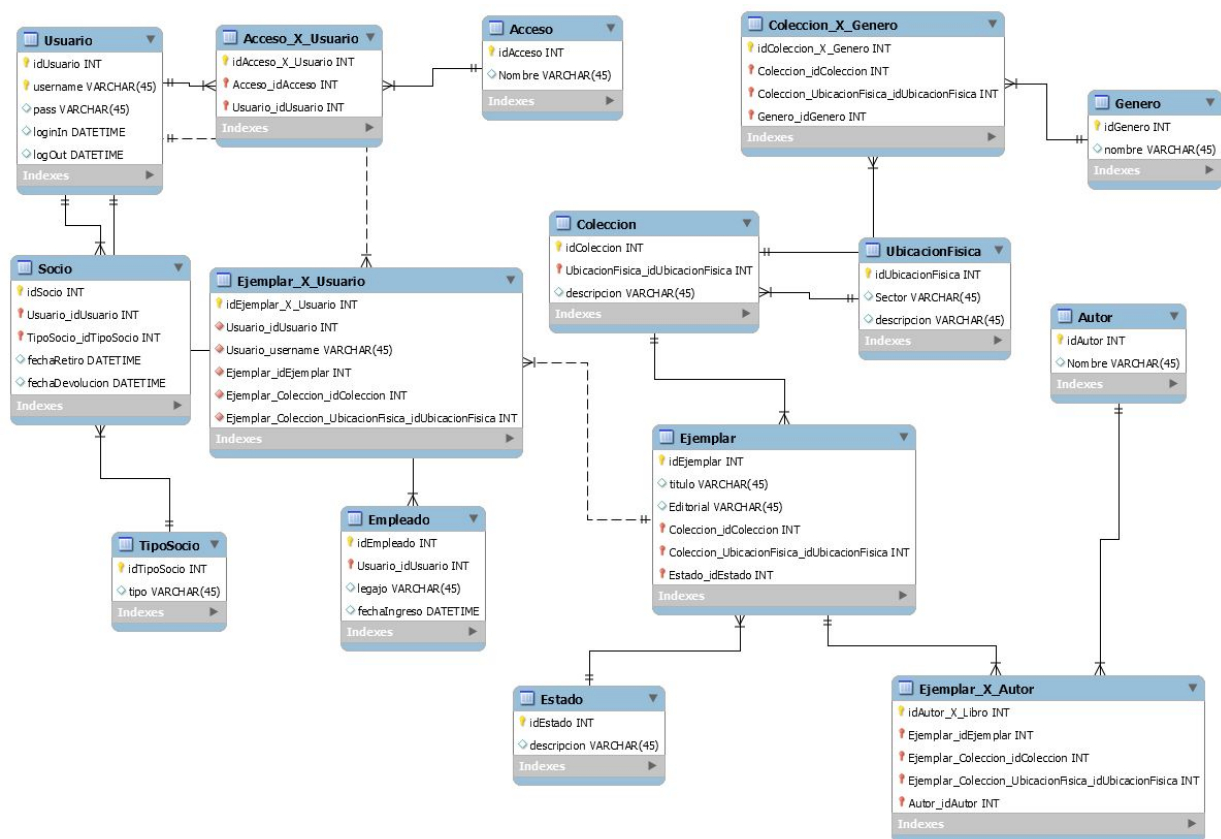 Usuario
idUsuario INT
username VARCHAR(45)
pass VARCHAR(45)
loginIn DATETIME
logOut DATETIME
Indexes
Acceso_X_Usuario
idAcceso_X_Usuario INT
Acceso_idAcceso INT
Usuario_idUsuario INT
Indexes
Acceso
idAcceso INT
Nombre VARCHAR(45)
Indexes
Coleccion_X_Genero
idColeccion_X_Genero INT
Coleccion_idColeccion INT
Coleccion_UbicacionFisica_idUbicacionFisica INT
Genero_idGenero INT
Indexes
Genero
idGenero INT
nombre VARCHAR(45)
Indexes
Coleccion
idColeccion INT
UbicacionFisica_idUbicacionFisica INT
descripcion VARCHAR(45)
Indexes
UbicacionFisica
idUbicacionFisica INT
Sector VARCHAR(45)
descripcion VARCHAR(45)
Indexes
Socio
idSocio INT
Usuario_idUsuario INT
TipoSocio_idTipoSocio INT
fechaRetiro DATETIME
fechaDevolucion DATETIME
Indexes
Ejemplar_X_Usuario
idEjemplar_X_Usuario INT
Usuario_idUsuario INT
Usuario_username VARCHAR(45)
Ejemplar_idEjemplar INT
Ejemplar_Coleccion_idColeccion INT
Ejemplar_Coleccion_UbicacionFisica_idUbicacionFisica INT
Indexes
Autor
idAutor INT
Nombre VARCHAR(45)
Indexes
Ejemplar
idEjemplar INT
titulo VARCHAR(45)
Editorial VARCHAR(45)
Coleccion_idColeccion INT
Coleccion_UbicacionFisica_idUbicacionFisica INT
Estado_idEstado INT
Indexes
TipoSocio
idTipoSocio INT
tipo VARCHAR(45)
Indexes
Empleado
idEmpleado INT
Usuario_idUsuario INT
legajo VARCHAR(45)
fechaIngreso DATETIME
Indexes
Estado
idEstado INT
descripcion VARCHAR(45)
Indexes
Ejemplar_X_Autor
idAutor_X_Libro INT
Ejemplar_idEjemplar INT
Ejemplar_Coleccion_idColeccion INT
Ejemplar_Coleccion_UbicacionFisica_idUbicacionFisica INT
Autor_idAutor INT
Indexes